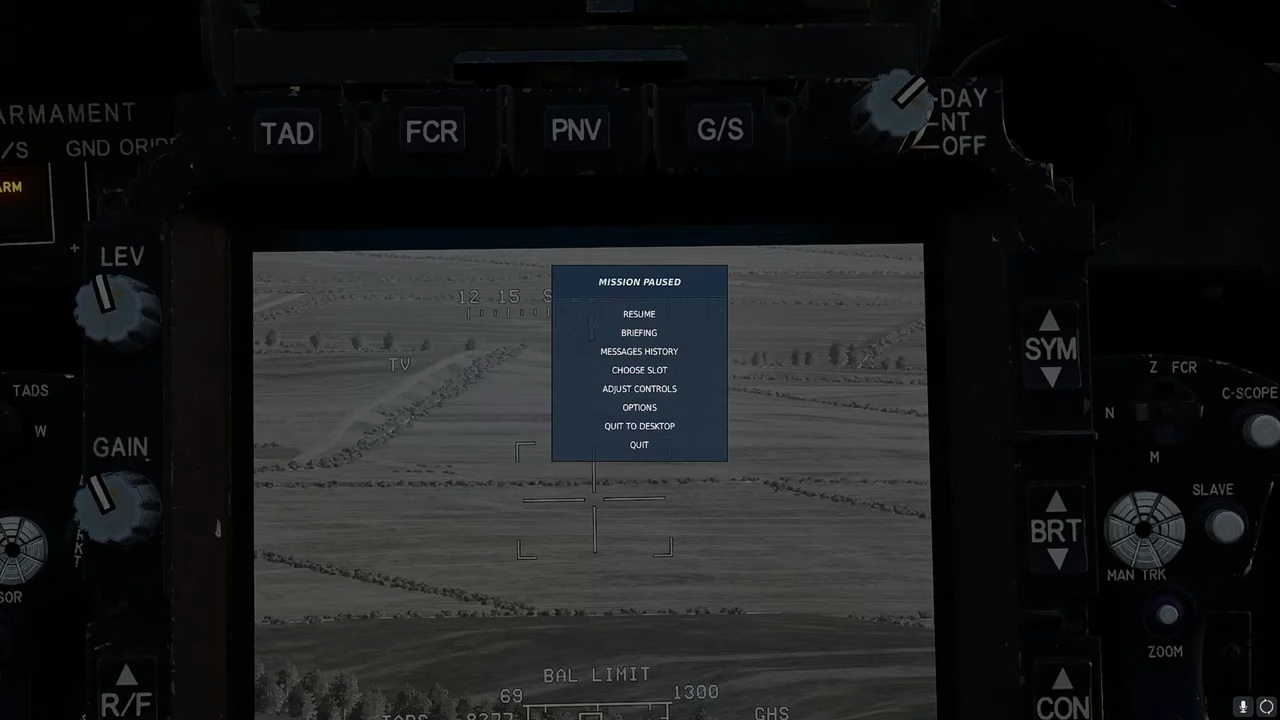 ARMAMENT
/S
GND ORIDE
ARM
TAD
FCR
PNV
G/S
DAY
NT
OFF
LEV
GAIN
TADS
W
R/F
12 15 S
TV
MISSION PAUSED
RESUME
BRIEFING
MESSAGES HISTORY
CHOOSE SLOT
ADJUST CONTROLS
OPTIONS
QUIT TO DESKTOP
QUIT
BAL LIMIT
69
1300
TADS
8277
GHS
SYM
BRT
CON
Z FCR
C-SCOPE
N
M
SLAVE
MAN TRK
ZOOM